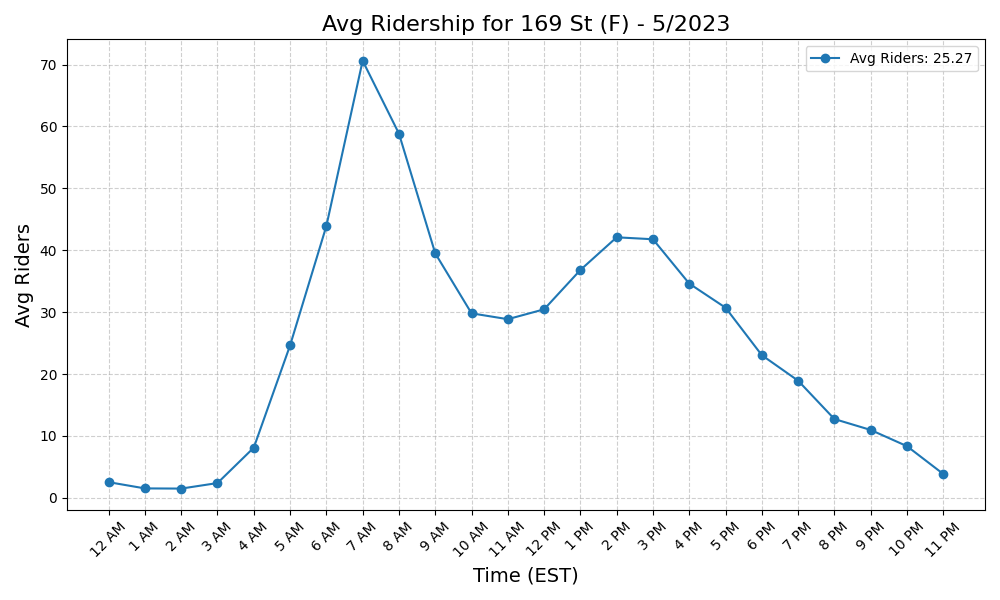 Avg Ridership for 169 St (F) - 5/2023
Avg Riders: 25.27
Avg Riders
70
60
50
40
30
20
10
0
12 AM
1 AM
2 AM
3 AM
4 AM
5 AM
6 AM
7 AM
8 AM
9 AM
10 AM
11 AM
12 PM
1 PM
2 PM
3 PM
4 PM
5 PM
6 PM
7 PM
8 PM
9 PM
10 PM
11 PM
Time (EST)